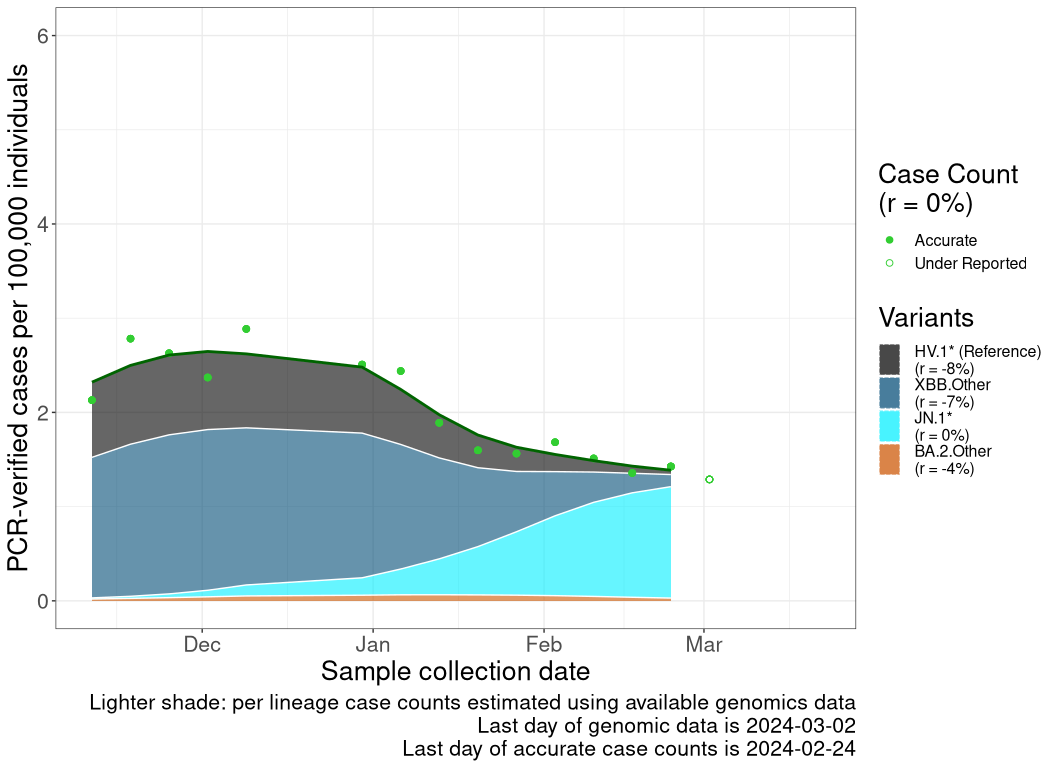 PCR-verified cases per 100,000 individuals
6
4
2
0
Dec
Jan
Feb
Mar
Sample collection date
Lighter shade: per lineage case counts estimated using available genomics data
Last day of genomic data is 2024-03-02
Last day of accurate case counts is 2024-02-24
Case Count
(r = 0%)
Accurate
Under Reported
Variants
HV.1* (Reference)
(r = -8%)
XBB.Other
(r = -7%)
JN.1*
(r = 0%)
BA.2.Other
(r = -4%)